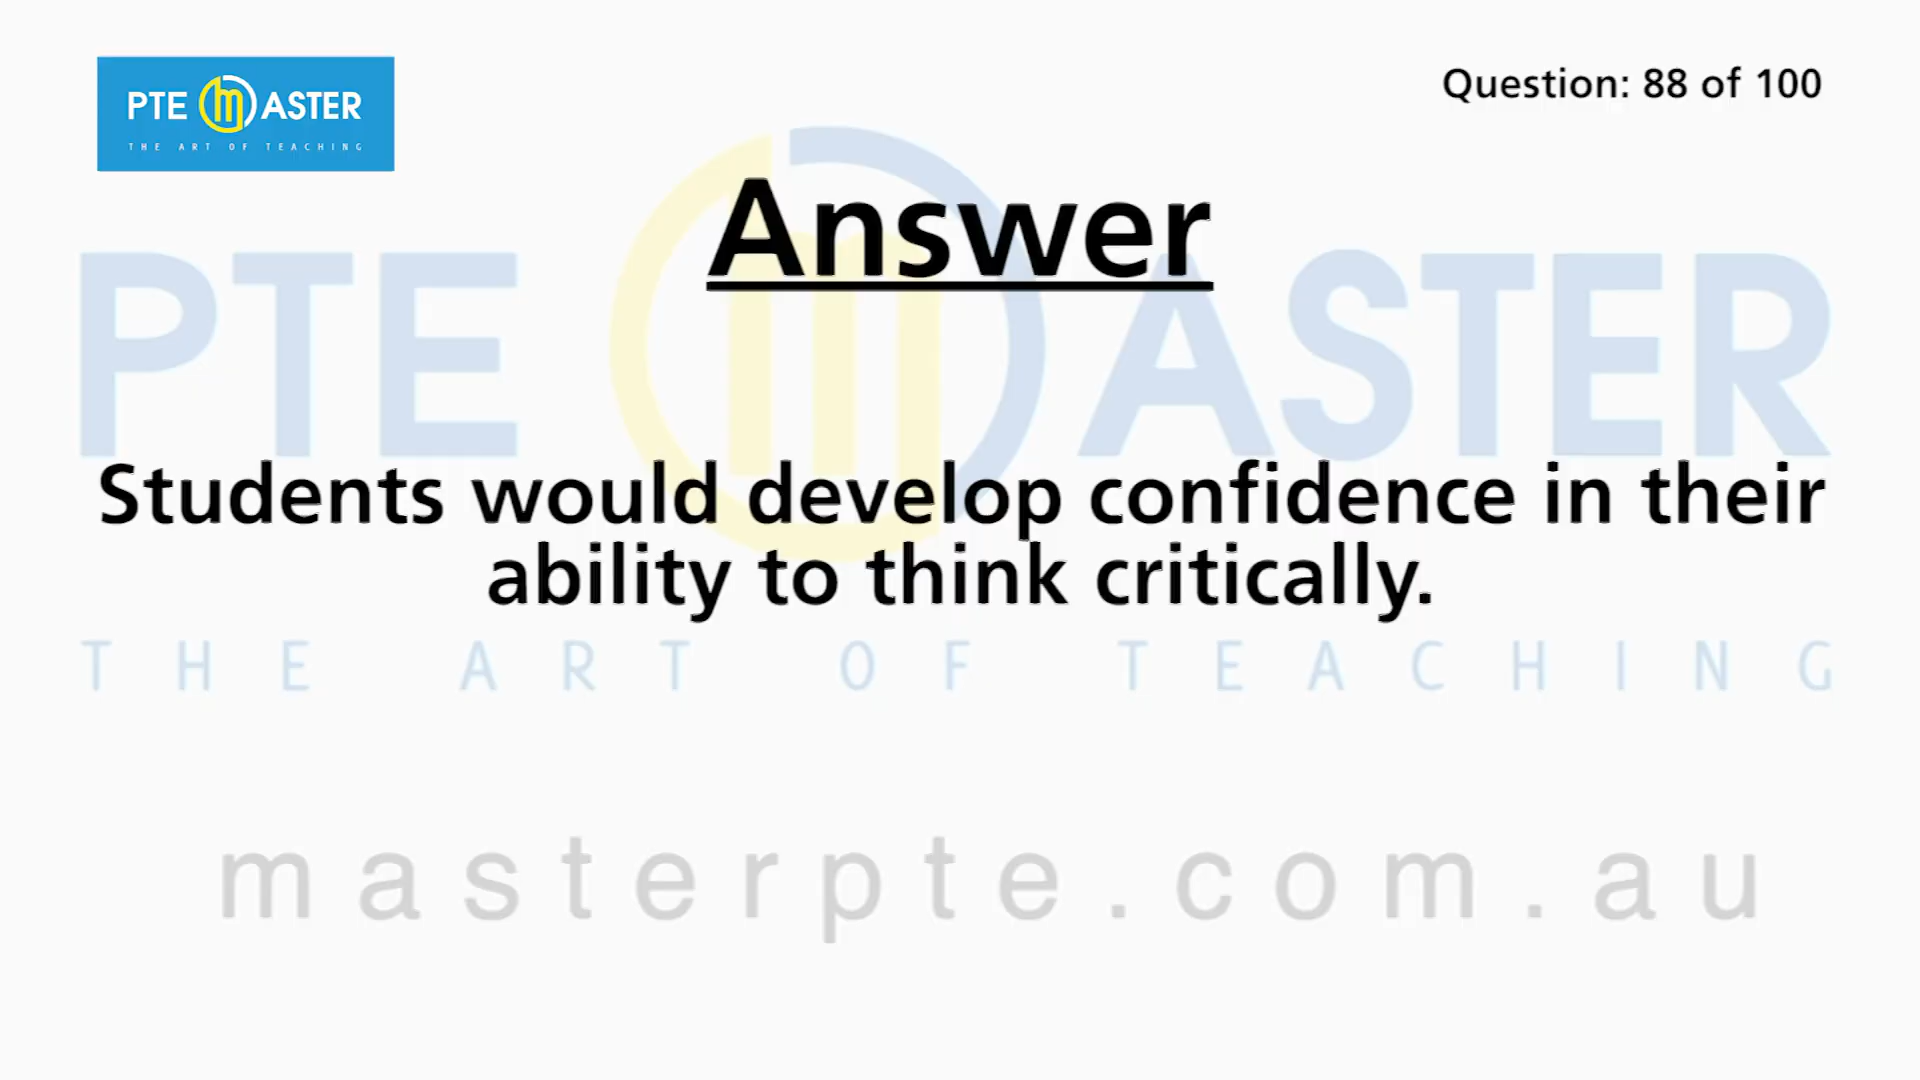 PTE MASTER
THE ART OF TEACHING
Question: 88 of 100
Answer
PTE MASTER
Students would develop confidence in their
ability to think critically.
THE ART OF TEACHING
masterpte.com.au